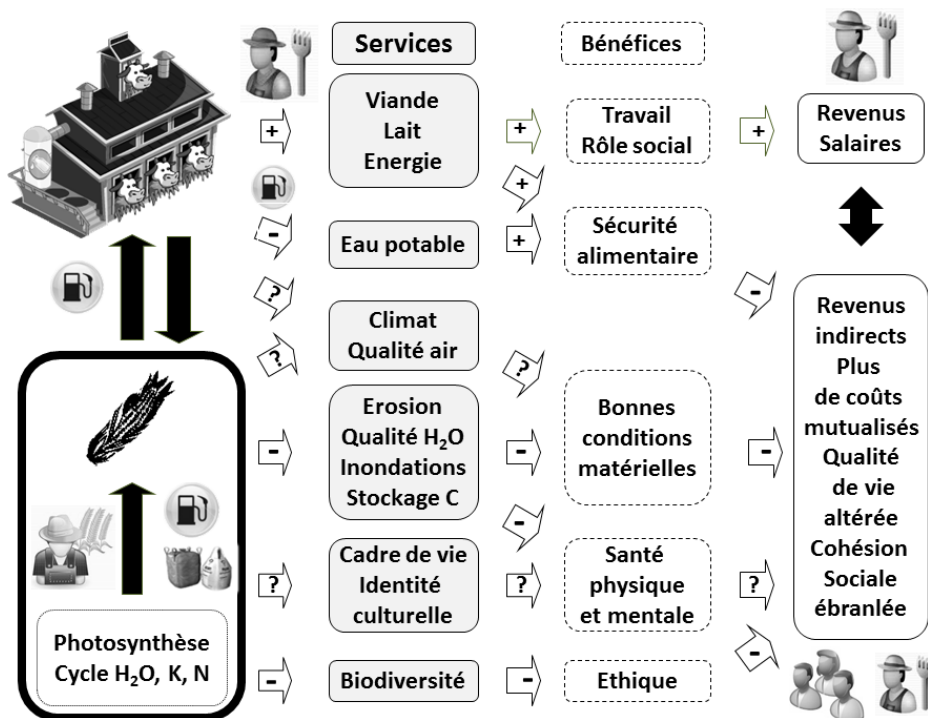 Services
Bénéfices
+
Viande
Lait
Energie
+
Travail
Rôle social
+
Revenus
Salaires
+
-
Eau potable
+
Sécurité
alimentaire
?
-
Climat
Qualité air
?
?
Revenus
indirects
Plus
de coûts
mutualisés
Qualité
de vie
altérée
Cohésion
Sociale
ébranlée
-
Erosion
Qualité H₂O
Inondations
Stockage C
-
Bonnes
conditions
matérielles
-
-
?
Cadre de vie
Identité
culturelle
?
Santé
physique
et mentale
?
Photosynthèse
Cycle H₂O, K, N
-
-
Biodiversité
-
Ethique